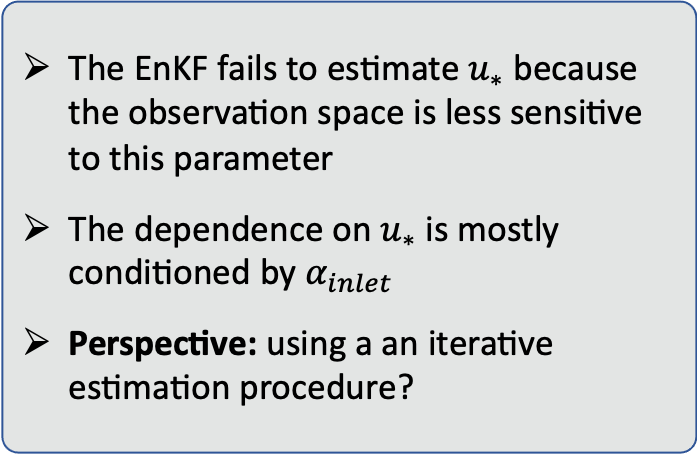 ➢ The EnKF fails to estimate u* because
the observation space is less sensitive
to this parameter
➢ The dependence on u* is mostly
conditioned by αinlet
➢ Perspective: using a an iterative
estimation procedure?